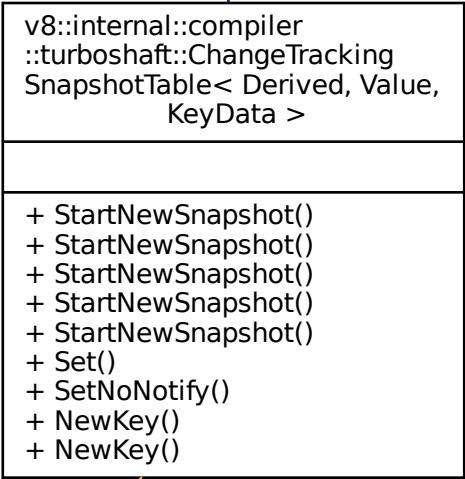 v8::internal::compiler
::turboshaft::ChangeTracking
SnapshotTable< Derived, Value,
KeyData >
+ StartNewSnapshot()
+ StartNewSnapshot()
+ StartNewSnapshot()
+ StartNewSnapshot()
+ StartNewSnapshot()
+ Set()
+ SetNoNotify()
+ NewKey()
+ NewKey()